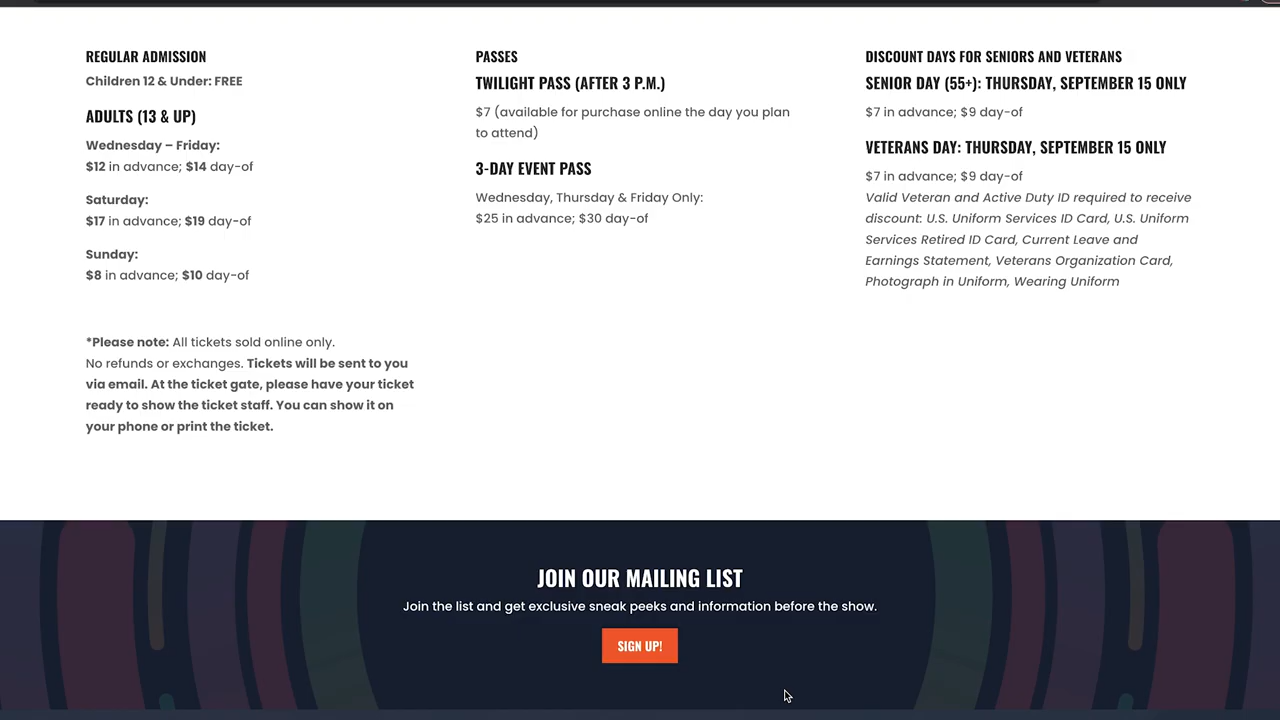 REGULAR ADMISSION
Children 12 & Under: FREE
ADULTS (13 & UP)
Wednesday – Friday:
$12 in advance; $14 day-of
Saturday:
$17 in advance; $19 day-of
Sunday:
$8 in advance; $10 day-of
*Please note: All tickets sold online only.
No refunds or exchanges. Tickets will be sent to you
via email. At the ticket gate, please have your ticket
ready to show the ticket staff. You can show it on
your phone or print the ticket.
PASSES
TWILIGHT PASS (AFTER 3 P.M.)
$7 (available for purchase online the day you plan
to attend)
3-DAY EVENT PASS
Wednesday, Thursday & Friday Only:
$25 in advance; $30 day-of
DISCOUNT DAYS FOR SENIORS AND VETERANS
SENIOR DAY (55+): THURSDAY, SEPTEMBER 15 ONLY
$7 in advance; $9 day-of
VETERANS DAY: THURSDAY, SEPTEMBER 15 ONLY
$7 in advance; $9 day-of
Valid Veteran and Active Duty ID required to receive
discount: U.S. Uniform Services ID Card, U.S. Uniform
Services Retired ID Card, Current Leave and
Earnings Statement, Veterans Organization Card,
Photograph in Uniform, Wearing Uniform
JOIN OUR MAILING LIST
Join the list and get exclusive sneak peeks and information before the show.
SIGN UP!